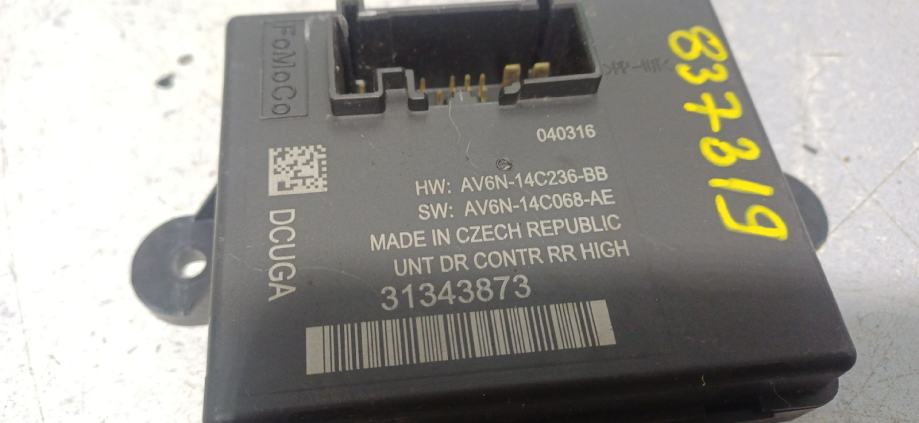 FoMoCo
040316
HW: AV6N-14C236-BB
SW: AV6N-14C068-AE
MADE IN CZECH REPUBLIC
UNT DR CONTR RR HIGH
31343873
DCUGA
837319